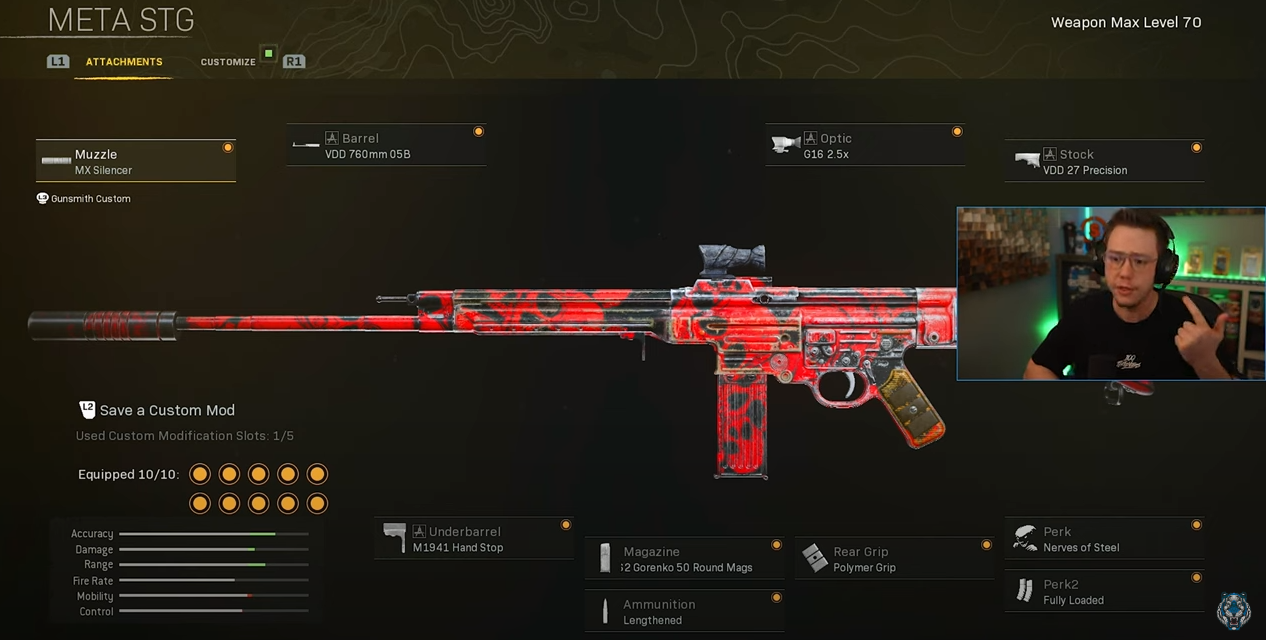 META STG
Weapon Max Level 70
L1 ATTACHMENTS CUSTOMIZE R1
Muzzle
MX Silencer
Gunsmith Custom
Barrel
VDD 760mm 05B
Optic
G16 2.5x
Stock
VDD 27 Precision
L2 Save a Custom Mod
Used Custom Modification Slots: 1/5
Equipped 10/10:
Accuracy
Damage
Range
Fire Rate
Mobility
Control
Underbarrel
M1941 Hand Stop
Magazine
Gorenko 50 Round Mags
Ammunition
Lengthened
Rear Grip
Polymer Grip
Perk
Nerves of Steel
Perk2
Fully Loaded